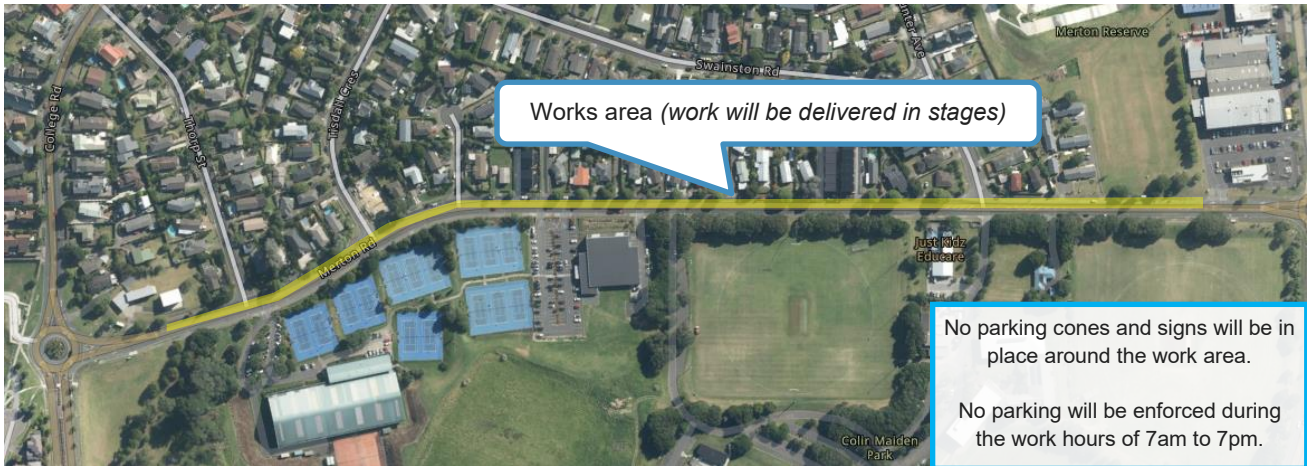 College Rd
Thorp St
Tisdall Cres
Merton Rd
Swainston Rd
nter Ave
Merton Reserve
Works area (work will be delivered in stages)
Just Kidz
Educare
Colin Maiden
Park
No parking cones and signs will be in
place around the work area.
No parking will be enforced during
the work hours of 7am to 7pm.